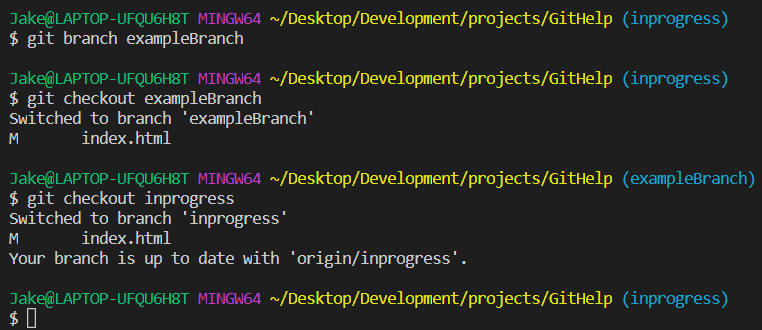 Jake@LAPTOP-UFQU6H8T MINGW64 ~/Desktop/Development/projects/GitHelp (inprogress)
$ git branch exampleBranch
Jake@LAPTOP-UFQU6H8T MINGW64 ~/Desktop/Development/projects/GitHelp (inprogress)
$ git checkout exampleBranch
Switched to branch 'exampleBranch'
M       index.html
Jake@LAPTOP-UFQU6H8T MINGW64 ~/Desktop/Development/projects/GitHelp (exampleBranch)
$ git checkout inprogress
Switched to branch 'inprogress'
M       index.html
Your branch is up to date with 'origin/inprogress'.
Jake@LAPTOP-UFQU6H8T MINGW64 ~/Desktop/Development/projects/GitHelp (inprogress)
$